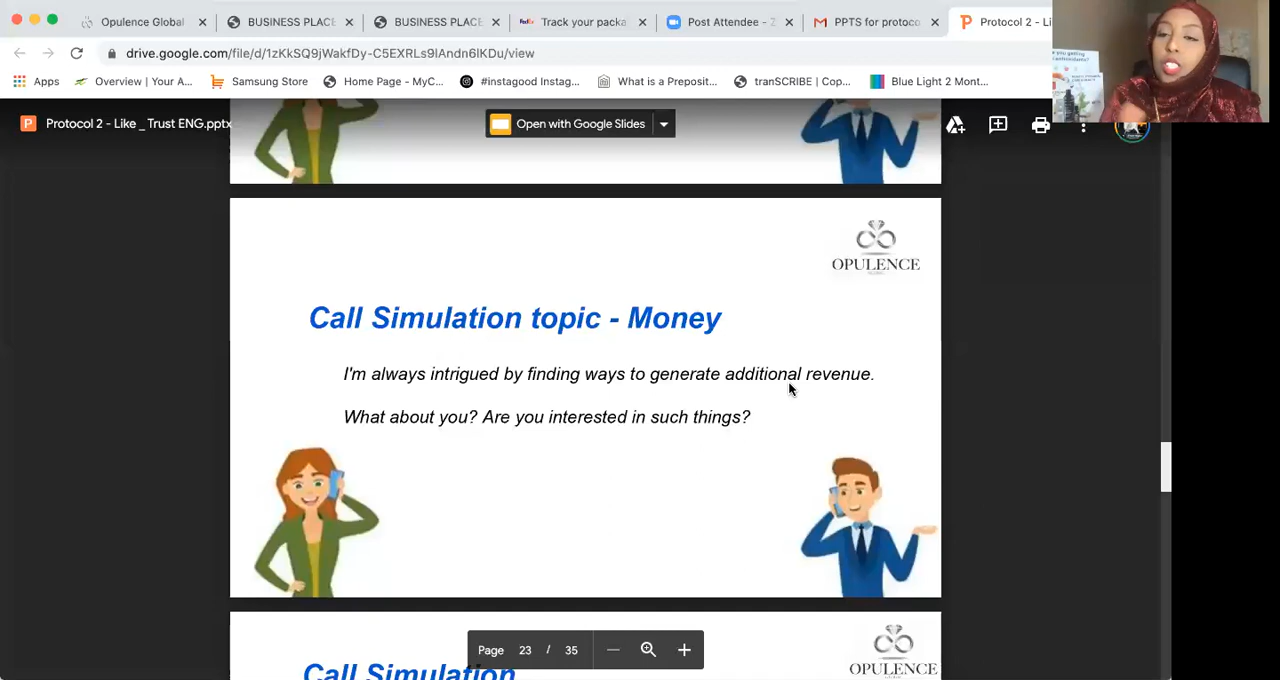 Opulence Global
BUSINESS PLACE
BUSINESS PLACE
FedEx
Track your packa
Post Attendee - Z
PPTS for protoco
Protocol 2 - Li
drive.google.com/file/d/1zKkSQ9jWakfDy-C5EXRLs9lAndn6lKDu/view
Apps
Overview | Your A...
Samsung Store
Home Page - MyC...
#instagood Instag...
What is a Preposit...
tranSCRIBE | Cop...
Blue Light 2 Mont...
P
Protocol 2 - Like _ Trust ENG.pptx
Open with Google Slides
OPULENCE
Call Simulation topic - Money
I'm always intrigued by finding ways to generate additional revenue.
What about you? Are you interested in such things?
OPULENCE
Call Simulation
Page 23 / 35